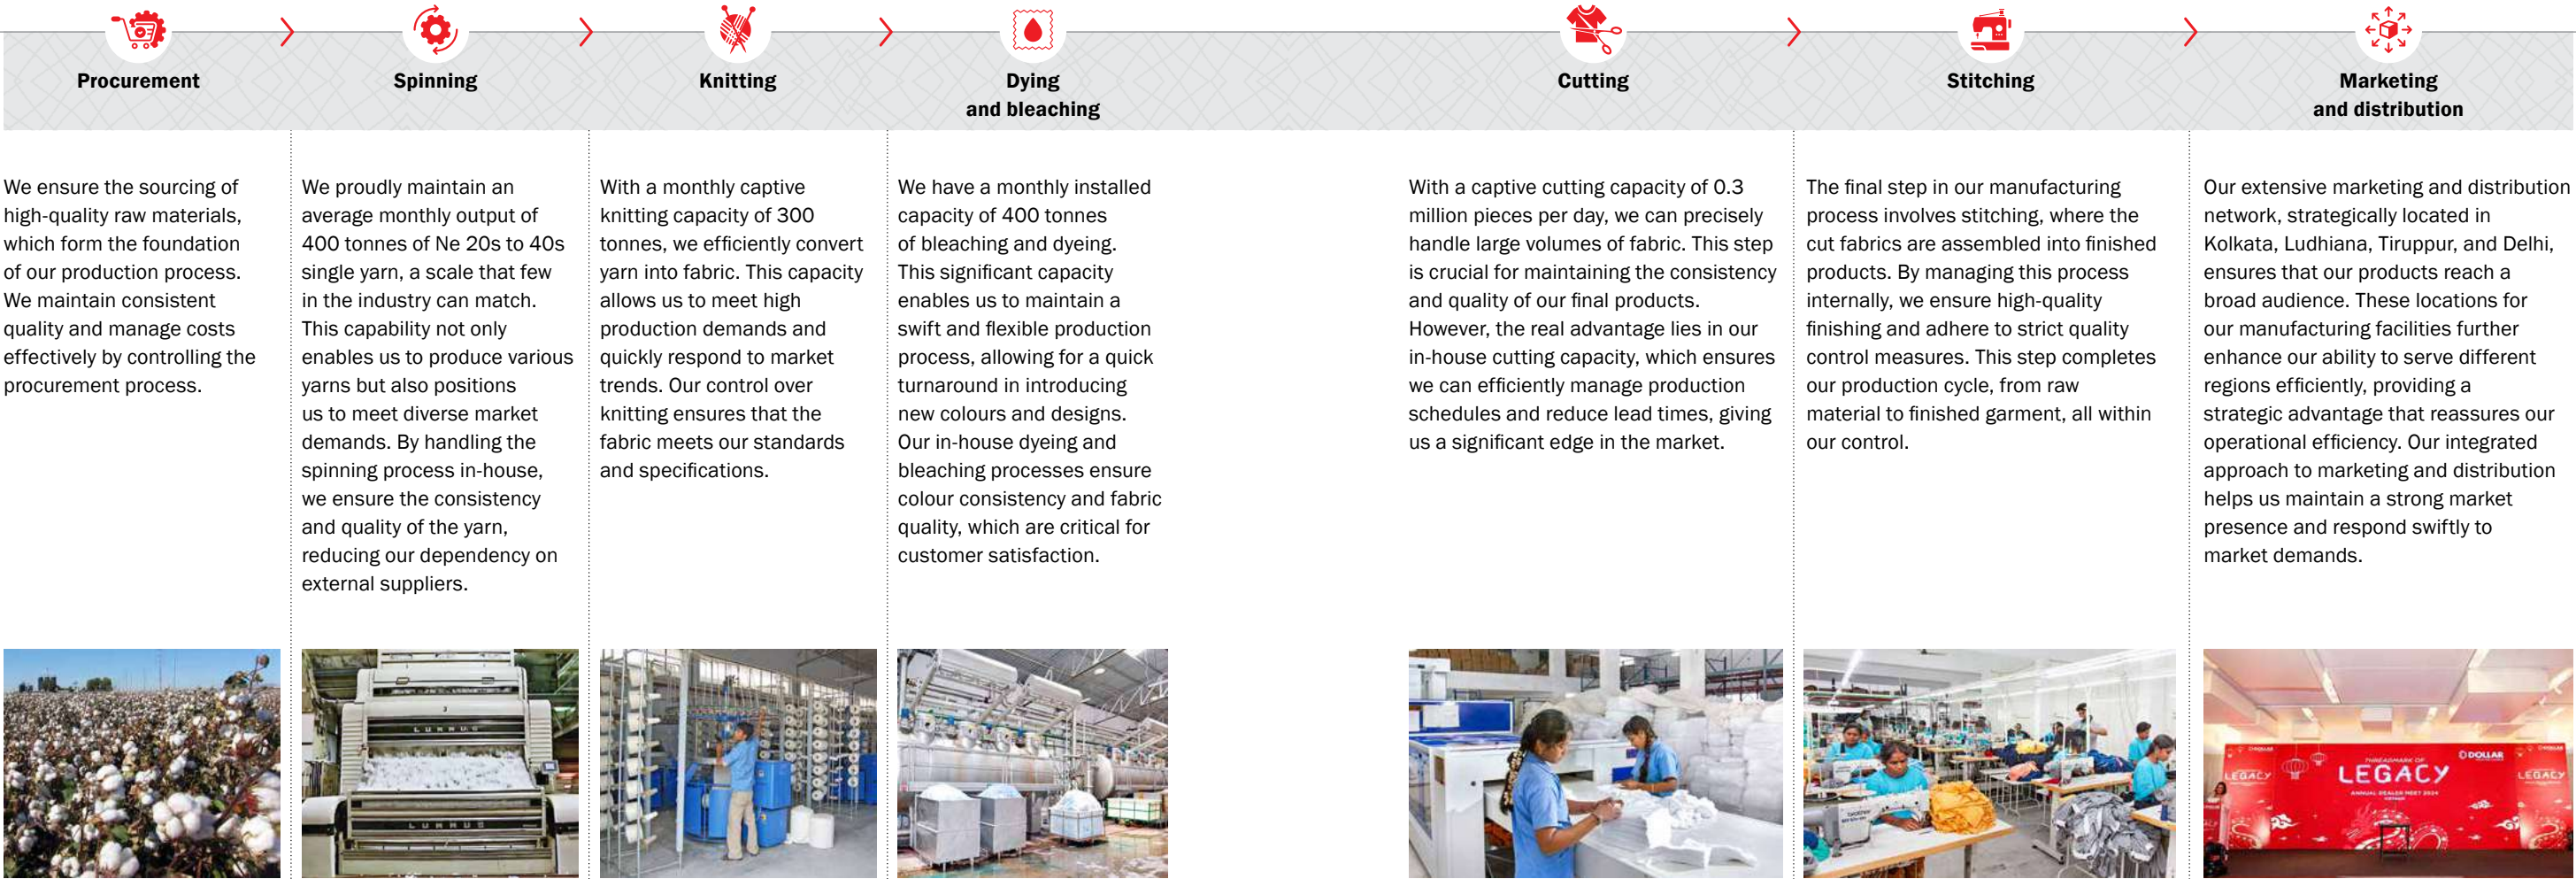 Procurement
We ensure the sourcing of
high-quality raw materials,
which form the foundation
of our production process.
We maintain consistent
quality and manage costs
effectively by controlling the
procurement process.
Spinning
We proudly maintain an
average monthly output of
400 tonnes of Ne 20s to 40s
single yarn, a scale that few
in the industry can match.
This capability not only
enables us to produce various
yarns but also positions
us to meet diverse market
demands. By handling the
spinning process in-house,
we ensure the consistency
and quality of the yarn,
reducing our dependency on
external suppliers.
LUMMUS
LUMMUS
Knitting
With a monthly captive
knitting capacity of 300
tonnes, we efficiently convert
yarn into fabric. This capacity
allows us to meet high
production demands and
quickly respond to market
trends. Our control over
knitting ensures that the
fabric meets our standards
and specifications.
Dying
and bleaching
We have a monthly installed
capacity of 400 tonnes
of bleaching and dyeing.
This significant capacity
enables us to maintain a
swift and flexible production
process, allowing for a quick
turnaround in introducing
new colours and designs.
Our in-house dyeing and
bleaching processes ensure
colour consistency and fabric
quality, which are critical for
customer satisfaction.
Cutting
With a captive cutting capacity of 0.3
million pieces per day, we can precisely
handle large volumes of fabric. This step
is crucial for maintaining the consistency
and quality of our final products.
However, the real advantage lies in our
in-house cutting capacity, which ensures
we can efficiently manage production
schedules and reduce lead times, giving
us a significant edge in the market.
Stitching
The final step in our manufacturing
process involves stitching, where the
cut fabrics are assembled into finished
products. By managing this process
internally, we ensure high-quality
finishing and adhere to strict quality
control measures. This step completes
our production cycle, from raw
material to finished garment, all within
our control.
Marketing
and distribution
Our extensive marketing and distribution
network, strategically located in
Kolkata, Ludhiana, Tiruppur, and Delhi,
ensures that our products reach a
broad audience. These locations for
our manufacturing facilities further
enhance our ability to serve different
regions efficiently, providing a
strategic advantage that reassures our
operational efficiency. Our integrated
approach to marketing and distribution
helps us maintain a strong market
presence and respond swiftly to
market demands.
DOLLAR
THREADMARK OF
LEGACY
ANNUAL DEALER MEET 2024
LEGACY
LEGACY